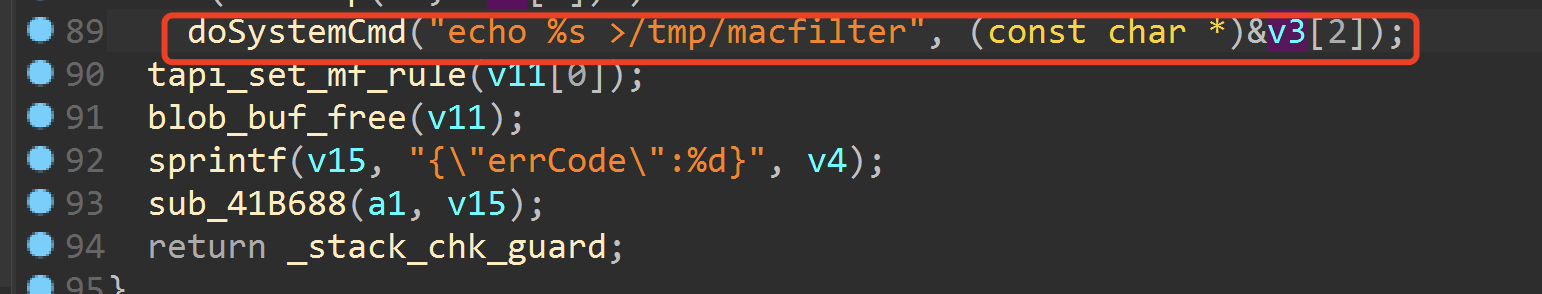 89 doSystemCmd("echo %s >/tmp/macfilter", (const char *)&v3[2]);
90 tapi_set_mf_rule(v11[0]);
91 blob_buf_free(v11);
92 sprintf(v15, "{\"errCode\":%d}", v4);
93 sub_41B688(a1, v15);
94 return _stack_chk_guard;
95 }